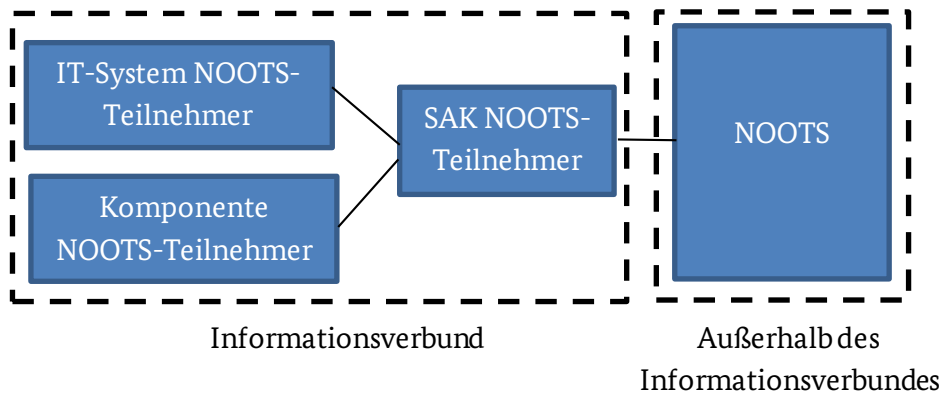 IT-System NOOTS-
Teilnehmer
Komponente
NOOTS-Teilnehmer
SAK NOOTS-
Teilnehmer
NOOTS
Informationsverbund
Außerhalb des
Informationsverbundes